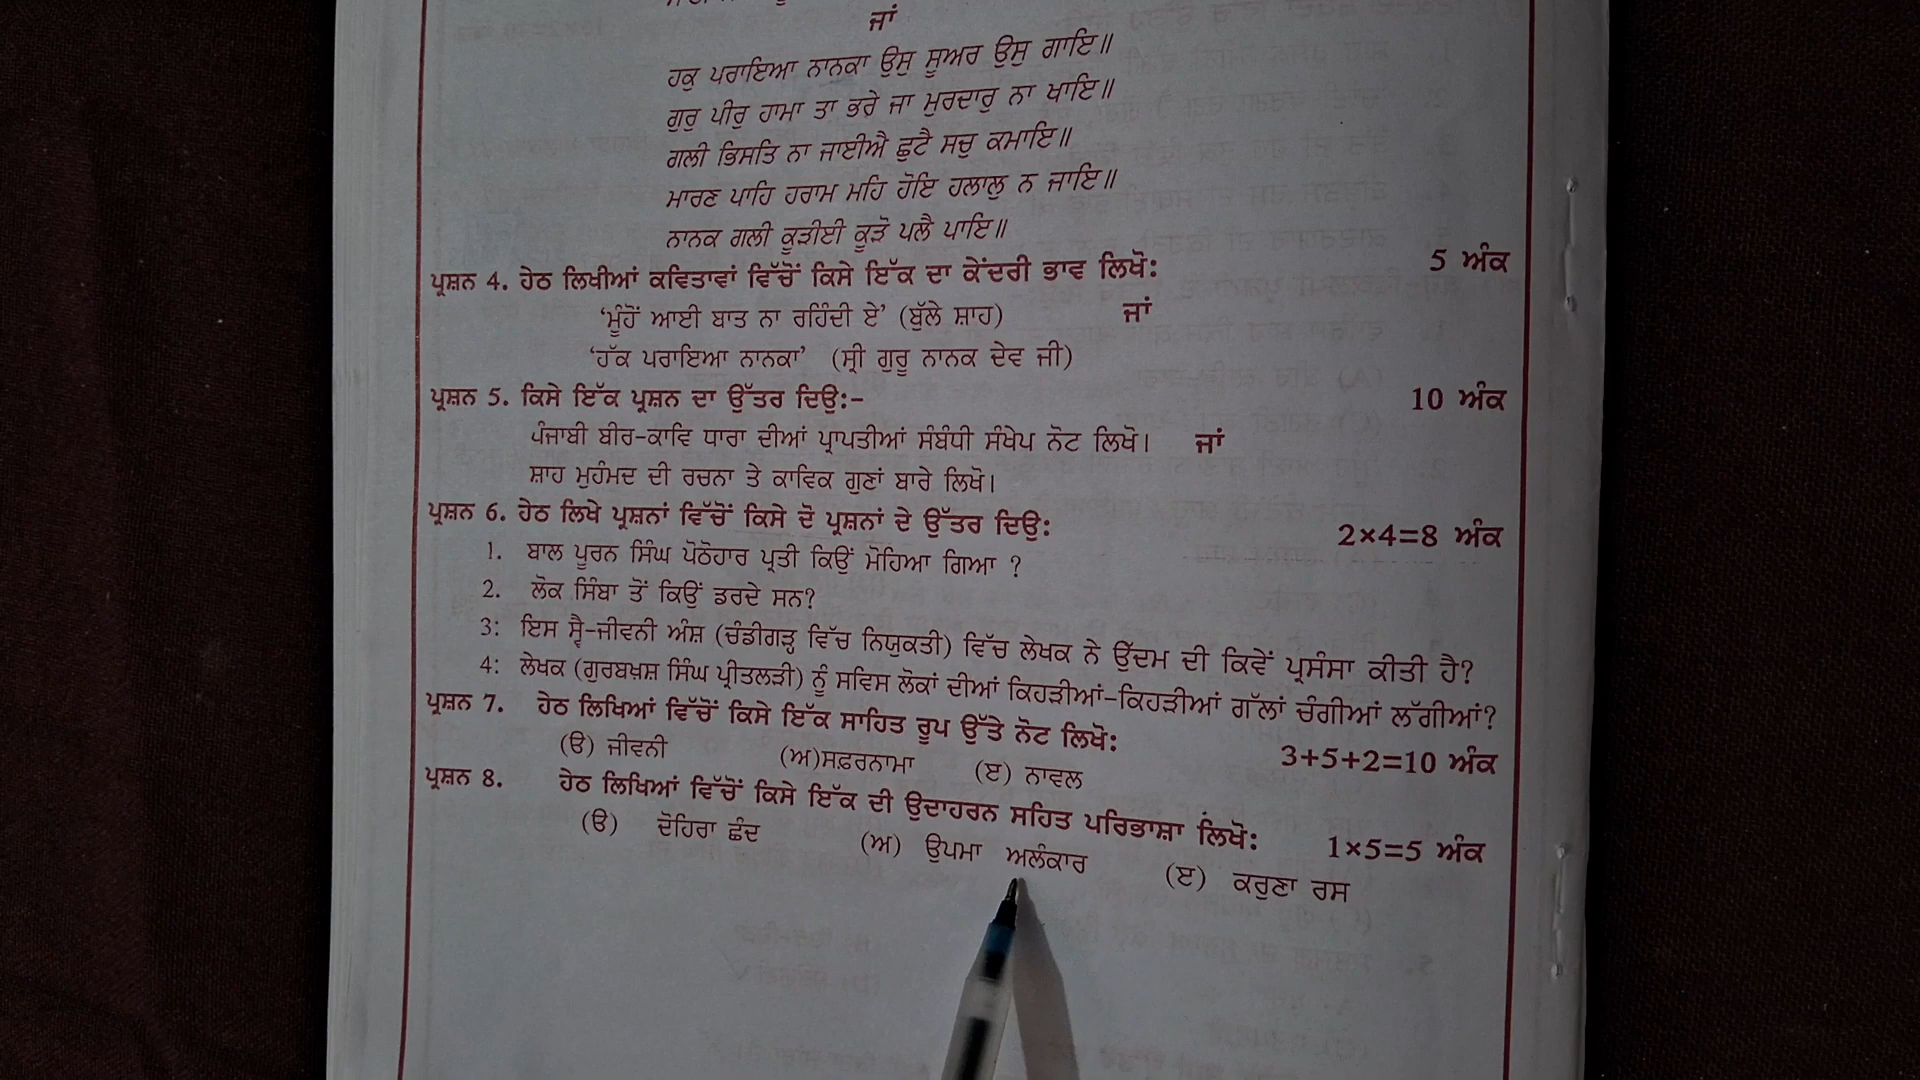 ਜਾਂ
ਹਕੁ ਪਰਾਇਆ ਨਾਨਕਾ ਉਸੁ ਸੂਅਰ ਉਸੁ ਗਾਇ॥
ਗੁਰੁ ਪੀਰੁ ਹਾਮਾ ਤਾ ਭਰੇ ਜਾ ਮੁਰਦਾਰੁ ਨਾ ਖਾਇ॥
ਗਲੀ ਭਿਸਤਿ ਨਾ ਜਾਈਐ ਛੁਟੈ ਸਚੁ ਕਮਾਇ॥
ਮਾਰਣ ਪਾਹਿ ਹਰਾਮ ਮਹਿ ਹੋਇ ਹਲਾਲੁ ਨ ਜਾਇ॥
ਨਾਨਕ ਗਲੀ ਕੂੜੀਈ ਕੂੜੋ ਪਲੈ ਪਾਇ॥
ਪ੍ਰਸ਼ਨ 4. ਹੇਠ ਲਿਖੀਆਂ ਕਵਿਤਾਵਾਂ ਵਿੱਚੋਂ ਕਿਸੇ ਇੱਕ ਦਾ ਕੇਂਦਰੀ ਭਾਵ ਲਿਖੋ: 5 ਅੰਕ
'ਮੂੰਹੋਂ ਆਈ ਬਾਤ ਨਾ ਰਹਿੰਦੀ ਏ' (ਬੁੱਲੇ ਸ਼ਾਹ) ਜਾਂ
'ਹੱਕ ਪਰਾਇਆ ਨਾਨਕਾ' (ਸ੍ਰੀ ਗੁਰੂ ਨਾਨਕ ਦੇਵ ਜੀ)
ਪ੍ਰਸ਼ਨ 5. ਕਿਸੇ ਇੱਕ ਪ੍ਰਸ਼ਨ ਦਾ ਉੱਤਰ ਦਿਉ:- 10 ਅੰਕ
ਪੰਜਾਬੀ ਬੀਰ-ਕਾਵਿ ਧਾਰਾ ਦੀਆਂ ਪ੍ਰਾਪਤੀਆਂ ਸੰਬੰਧੀ ਸੰਖੇਪ ਨੋਟ ਲਿਖੋ। ਜਾਂ
ਸ਼ਾਹ ਮੁਹੰਮਦ ਦੀ ਰਚਨਾ ਤੇ ਕਾਵਿਕ ਗੁਣਾਂ ਬਾਰੇ ਲਿਖੋ।
ਪ੍ਰਸ਼ਨ 6. ਹੇਠ ਲਿਖੇ ਪ੍ਰਸ਼ਨਾਂ ਵਿੱਚੋਂ ਕਿਸੇ ਦੋ ਪ੍ਰਸ਼ਨਾਂ ਦੇ ਉੱਤਰ ਦਿਉ: 2×4=8 ਅੰਕ
1. ਬਾਲ ਪੂਰਨ ਸਿੰਘ ਪੋਠੋਹਾਰ ਪ੍ਰਤੀ ਕਿਉਂ ਮੋਹਿਆ ਗਿਆ ?
2. ਲੋਕ ਸਿੰਬਾ ਤੋਂ ਕਿਉਂ ਡਰਦੇ ਸਨ?
3: ਇਸ ਸ੍ਵੈ-ਜੀਵਨੀ ਅੰਸ਼ (ਚੰਡੀਗੜ੍ਹ ਵਿੱਚ ਨਿਯੁਕਤੀ) ਵਿੱਚ ਲੇਖਕ ਨੇ ਉੱਦਮ ਦੀ ਕਿਵੇਂ ਪ੍ਰਸੰਸਾ ਕੀਤੀ ਹੈ?
4: ਲੇਖਕ (ਗੁਰਬਖ਼ਸ਼ ਸਿੰਘ ਪ੍ਰੀਤਲੜੀ) ਨੂੰ ਸਵਿਸ ਲੋਕਾਂ ਦੀਆਂ ਕਿਹੜੀਆਂ-ਕਿਹੜੀਆਂ ਗੱਲਾਂ ਚੰਗੀਆਂ ਲੱਗੀਆਂ?
ਪ੍ਰਸ਼ਨ 7. ਹੇਠ ਲਿਖਿਆਂ ਵਿੱਚੋਂ ਕਿਸੇ ਇੱਕ ਸਾਹਿਤ ਰੂਪ ਉੱਤੇ ਨੋਟ ਲਿਖੋ: 3+5+2=10 ਅੰਕ
(ੳ) ਜੀਵਨੀ (ਅ)ਸਫ਼ਰਨਾਮਾ (ੲ) ਨਾਵਲ
ਪ੍ਰਸ਼ਨ 8. ਹੇਠ ਲਿਖਿਆਂ ਵਿੱਚੋਂ ਕਿਸੇ ਇੱਕ ਦੀ ਉਦਾਹਰਨ ਸਹਿਤ ਪਰਿਭਾਸ਼ਾ ਲਿਖੋ: 1×5=5 ਅੰਕ
(ੳ) ਦੋਹਿਰਾ ਛੰਦ (ਅ) ਉਪਮਾ ਅਲੰਕਾਰ (ੲ) ਕਰੁਣਾ ਰਸ